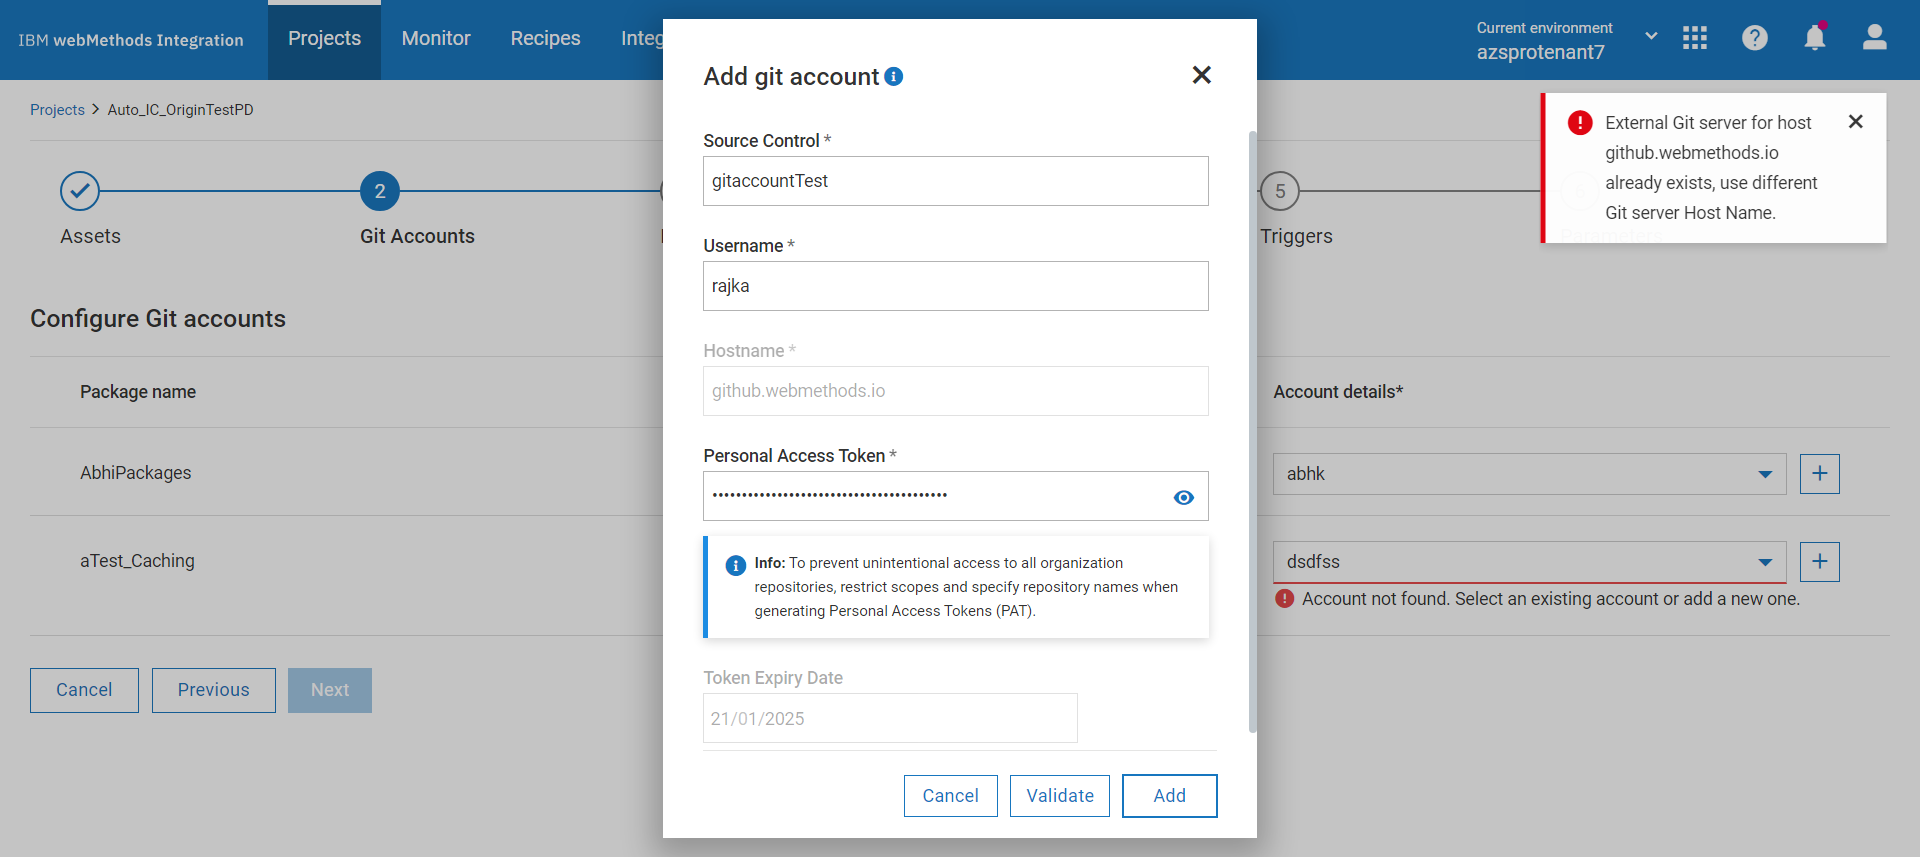 IBM webMethods Integration
Projects
Monitor
Recipes
Integ
Current environment
azsprotenant7
Projects > Auto_IC_OriginTestPD
Assets
2
Git Accounts
5
Triggers
External Git server for host
github.webmethods.io
already exists, use different
Git server Host Name.
Parameters
Configure Git accounts
Package name
Account details*
AbhiPackages
abhk
aTest_Caching
dsdfss
Account not found. Select an existing account or add a new one.
Cancel
Previous
Next
Add git account
Source Control *
gitaccountTest
Username *
rajka
Hostname *
github.webmethods.io
Personal Access Token *
Info: To prevent unintentional access to all organization
repositories, restrict scopes and specify repository names when
generating Personal Access Tokens (PAT).
Token Expiry Date
21/01/2025
Cancel
Validate
Add